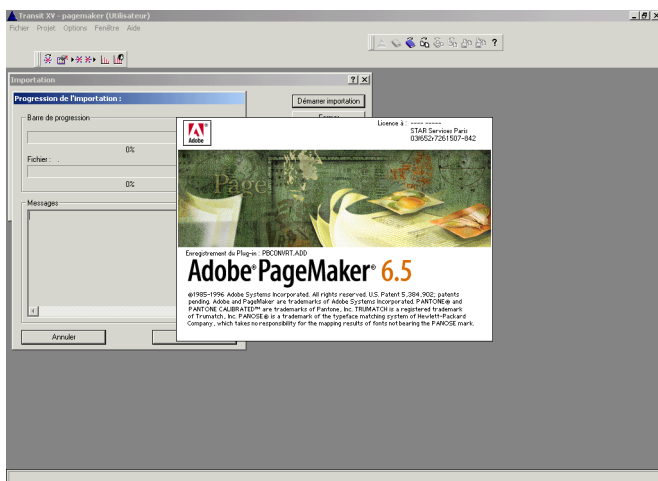 Transit XV - pagemaker (Utilisateur)
Fichier Projet Options Fenêtre Aide
Importation
Progression de l'importation :
Démarrer importation
Barre de progression
0%
Fichier : .
0%
Messages
Annuler
Adobe
Licence à : ---- -----
STAR Services Paris
03f652r7261507-842
Page
Enregistrement du Plug-in : PBCONVRT.ADD
Adobe® PageMaker® 6.5
©1985-1996 Adobe Systems Incorporated. All rights reserved. U.S. Patent 5,384,902; patents
pending. Adobe and PageMaker are trademarks of Adobe Systems Incorporated. PANTONE® and
PANTONE CALIBRATED™ are trademarks of Pantone, Inc. TRUMATCH is a registered trademark
of Trumatch, Inc. PANOSE® is a trademark of the typeface matching system of Hewlett-Packard
Company, which takes no responsibility for the mapping results of fonts not bearing the PANOSE mark.